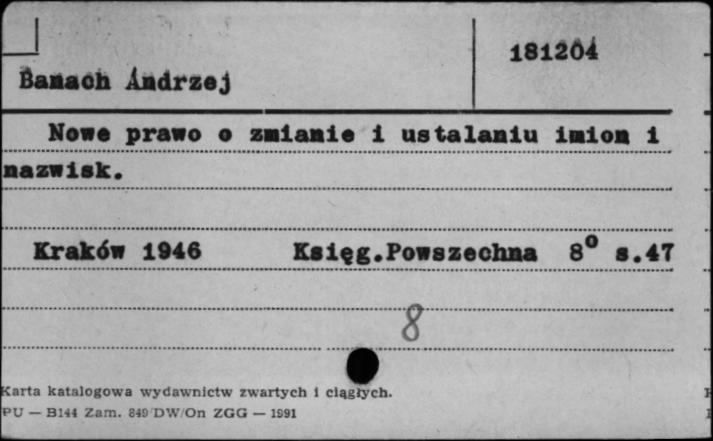 181204
Banach Andrzej
Nowe prawo o zmianie i ustalaniu imion i
nazwisk.
Kraków 1946 Księg.Powszechna 8° s.47
8
Karta katalogowa wydawnictw zwartych i ciągłych.
PU — B144 Zam. 849/DW/On ZGG — 1991